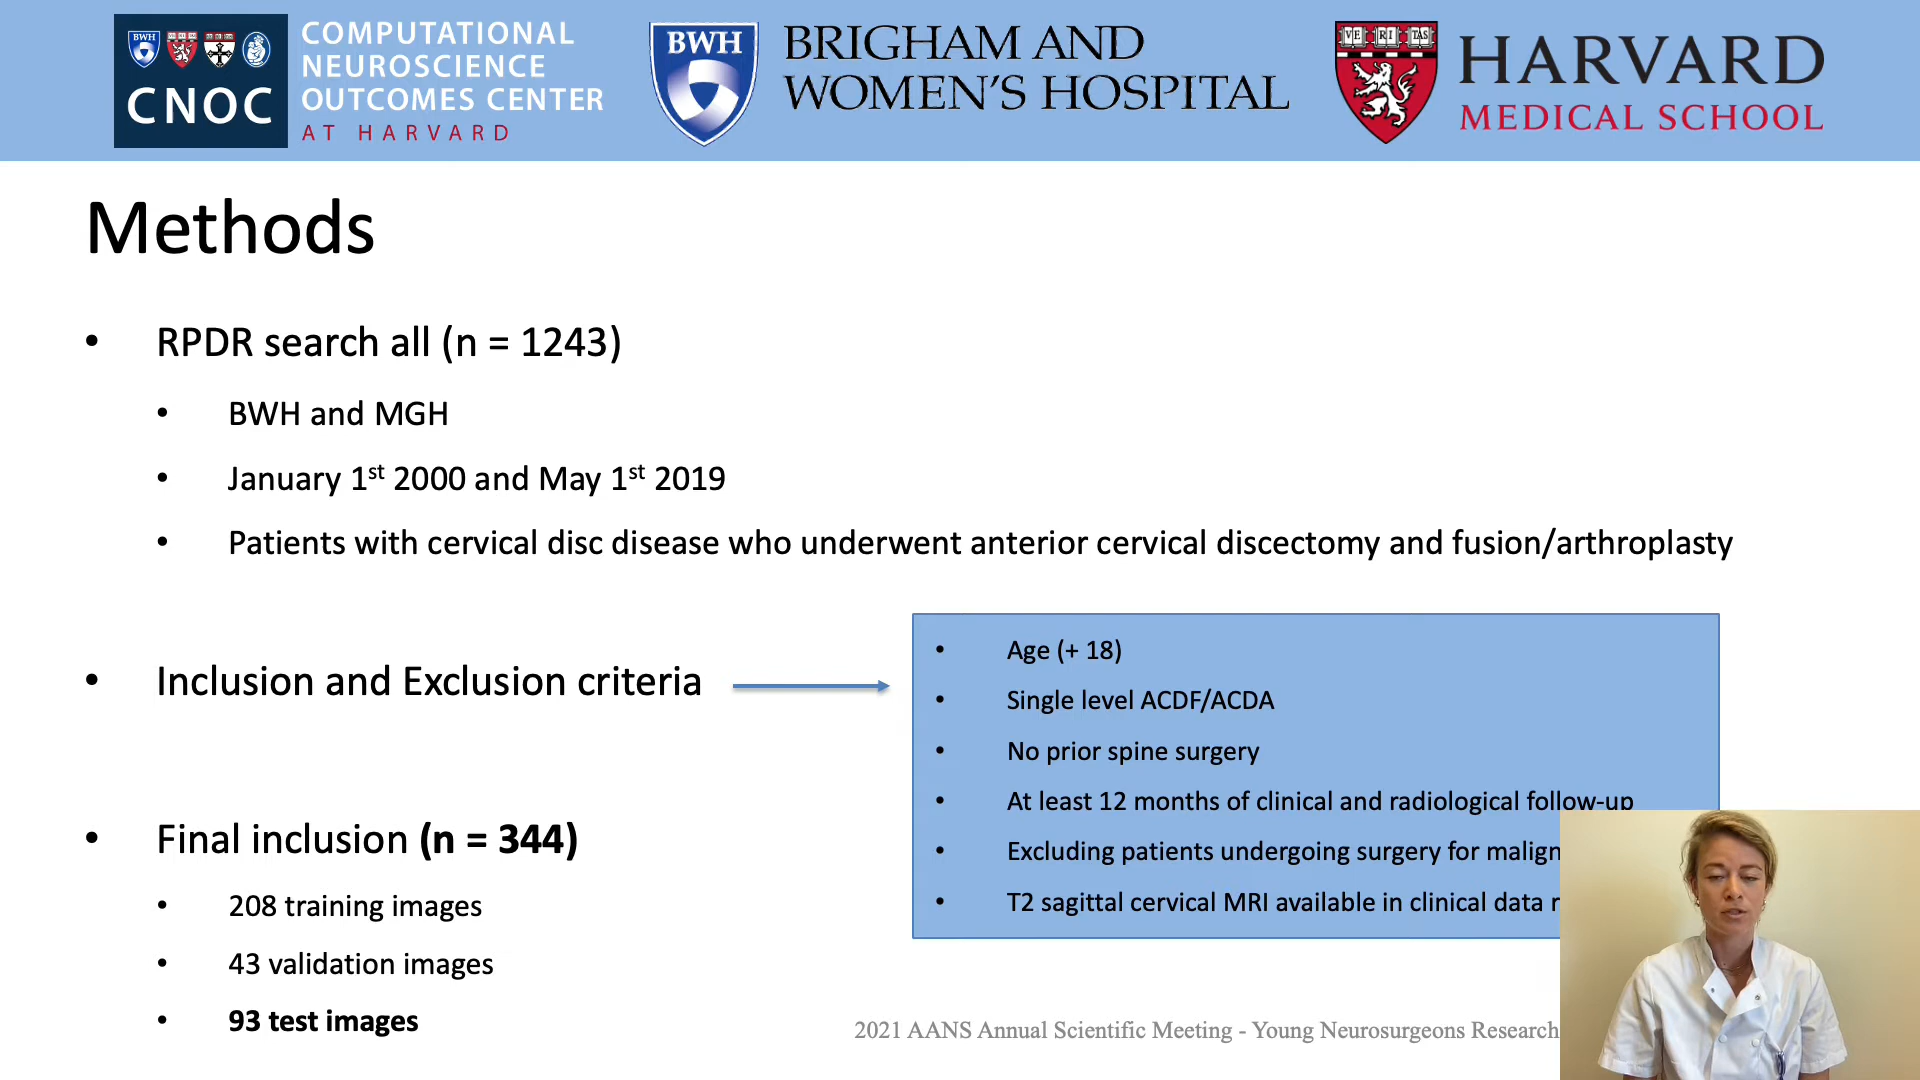 COMPUTATIONAL
NEUROSCIENCE
OUTCOMES CENTER
AT HARVARD
BWH
CNOC
BWH
BRIGHAM AND
WOMEN'S HOSPITAL
VE RI TAS
HARVARD
MEDICAL SCHOOL
Methods
• RPDR search all (n = 1243)
• BWH and MGH
• January 1st 2000 and May 1st 2019
• Patients with cervical disc disease who underwent anterior cervical discectomy and fusion/arthroplasty
• Inclusion and Exclusion criteria
• Age (+ 18)
• Single level ACDF/ACDA
• No prior spine surgery
• At least 12 months of clinical and radiological follow-up
• Excluding patients undergoing surgery for malign
• T2 sagittal cervical MRI available in clinical data r
• Final inclusion (n = 344)
• 208 training images
• 43 validation images
• 93 test images
2021 AANS Annual Scientific Meeting - Young Neurosurgeons Research